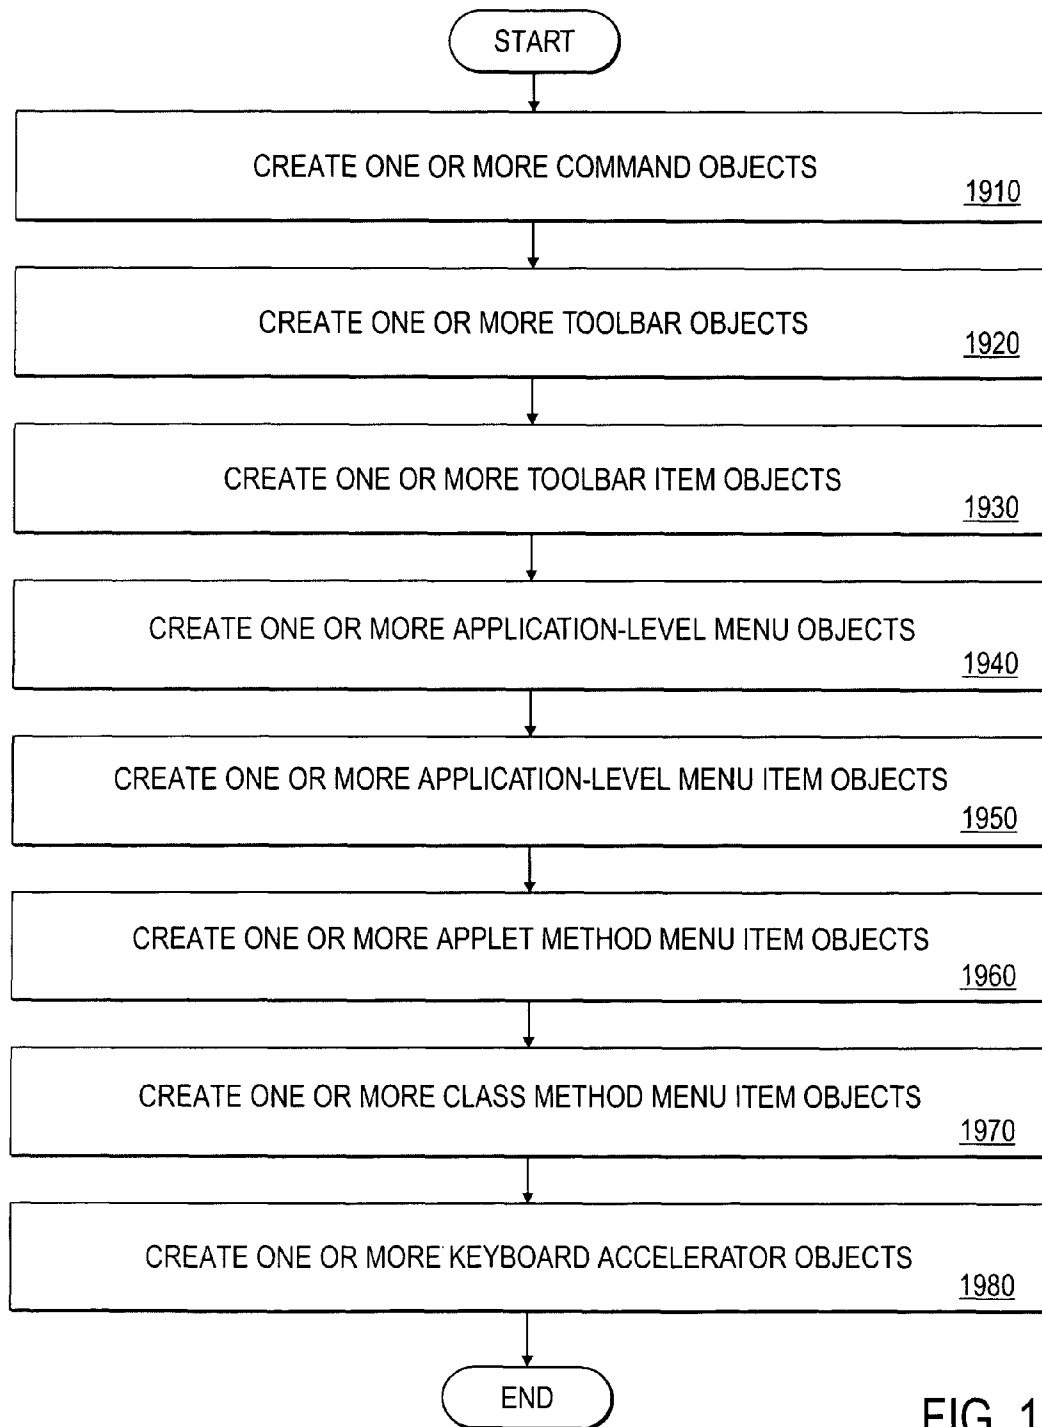 START
CREATE ONE OR MORE COMMAND OBJECTS
1910
CREATE ONE OR MORE TOOLBAR OBJECTS
1920
CREATE ONE OR MORE TOOLBAR ITEM OBJECTS
1930
CREATE ONE OR MORE APPLICATION-LEVEL MENU OBJECTS
1940
CREATE ONE OR MORE APPLICATION-LEVEL MENU ITEM OBJECTS
1950
CREATE ONE OR MORE APPLET METHOD MENU ITEM OBJECTS
1960
CREATE ONE OR MORE CLASS METHOD MENU ITEM OBJECTS
1970
CREATE ONE OR MORE KEYBOARD ACCELERATOR OBJECTS
1980
END
FIG. 1